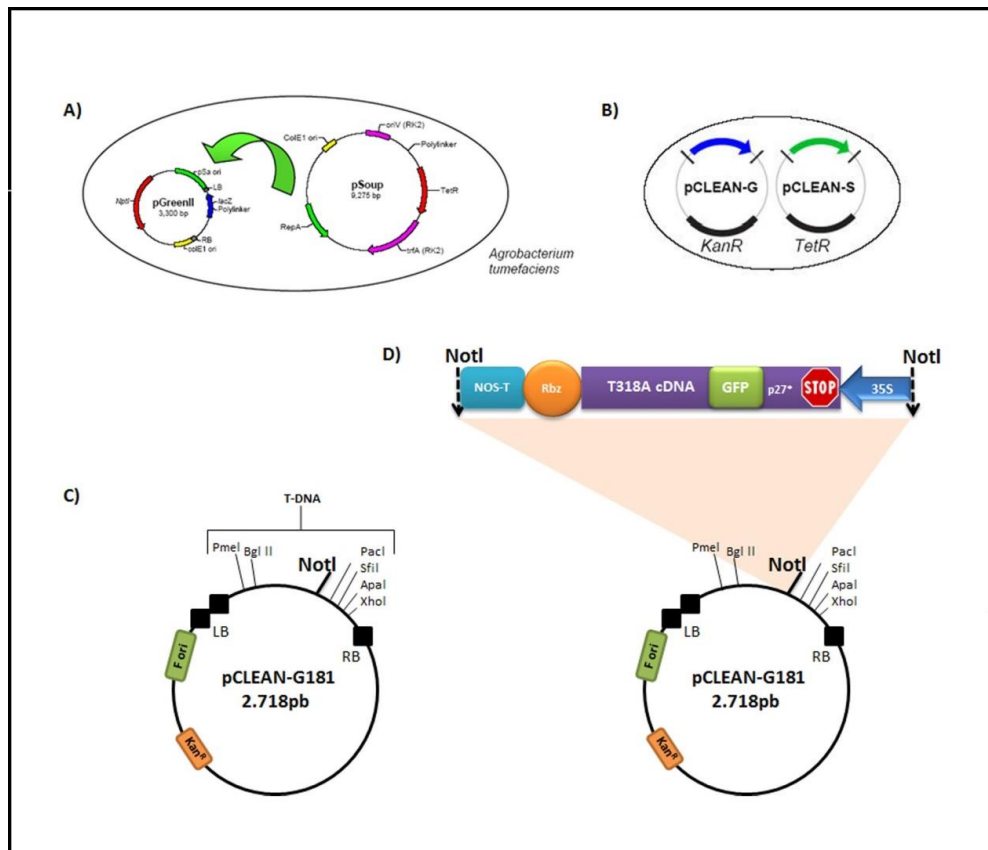 A)
ColE1 ori
oriV (RK2)
Polylinker
pSa ori
LB
lacZ
Polylinker
NptI
pGreenII
3,300 bp
RB
colE1 ori
pSoup
9,275 bp
TetR
RepA
trfA (RK2)
Agrobacterium
tumefaciens
B)
pCLEAN-G
KanR
pCLEAN-S
TetR
D)
NotI
NotI
NOS-T
Rbz
T318A cDNA
GFP
p27*
STOP
35S
C)
T-DNA
PmeI
Bgl II
NotI
PacI
SfiI
ApaI
XhoI
LB
RB
F ori
pCLEAN-G181
2.718pb
KanR
PmeI
Bgl II
NotI
PacI
SfiI
ApaI
XhoI
LB
RB
F ori
pCLEAN-G181
2.718pb
KanR